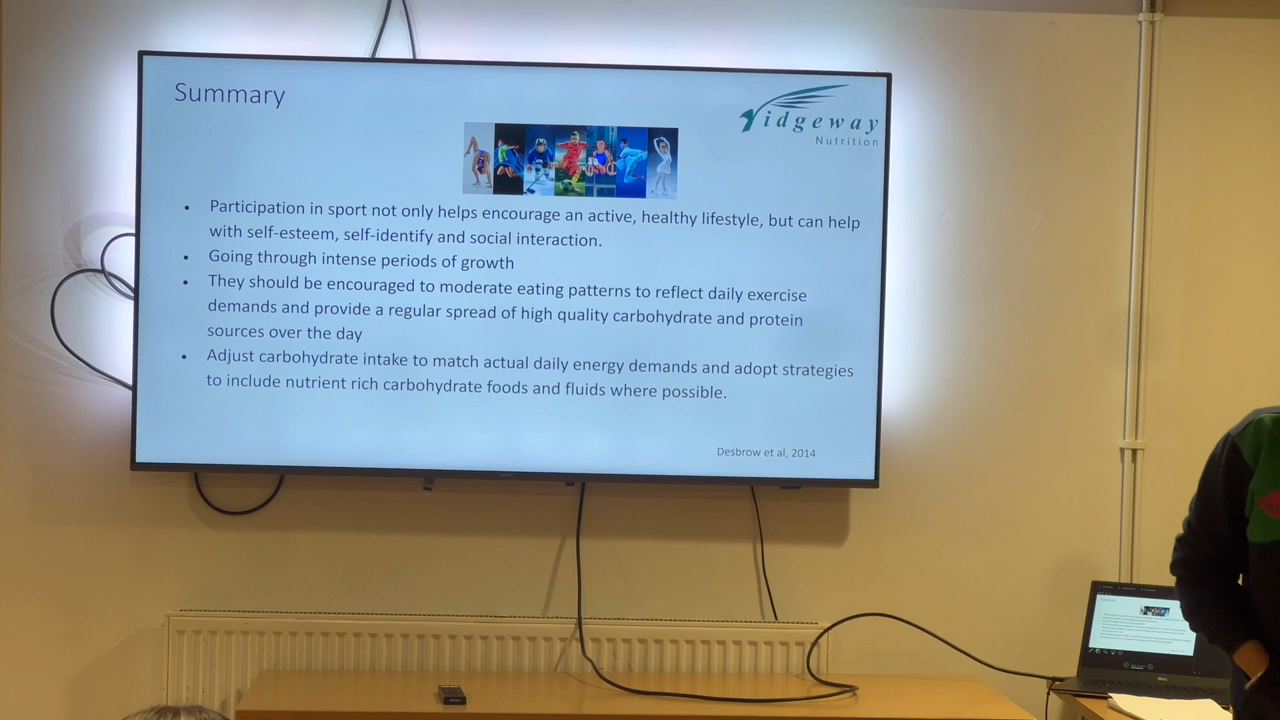 Summary
Ridgeway
Nutrition
• Participation in sport not only helps encourage an active, healthy lifestyle, but can help
with self-esteem, self-identify and social interaction.
• Going through intense periods of growth
• They should be encouraged to moderate eating patterns to reflect daily exercise
demands and provide a regular spread of high quality carbohydrate and protein
sources over the day
• Adjust carbohydrate intake to match actual daily energy demands and adopt strategies
to include nutrient rich carbohydrate foods and fluids where possible.
Desbrow et al, 2014
DELL